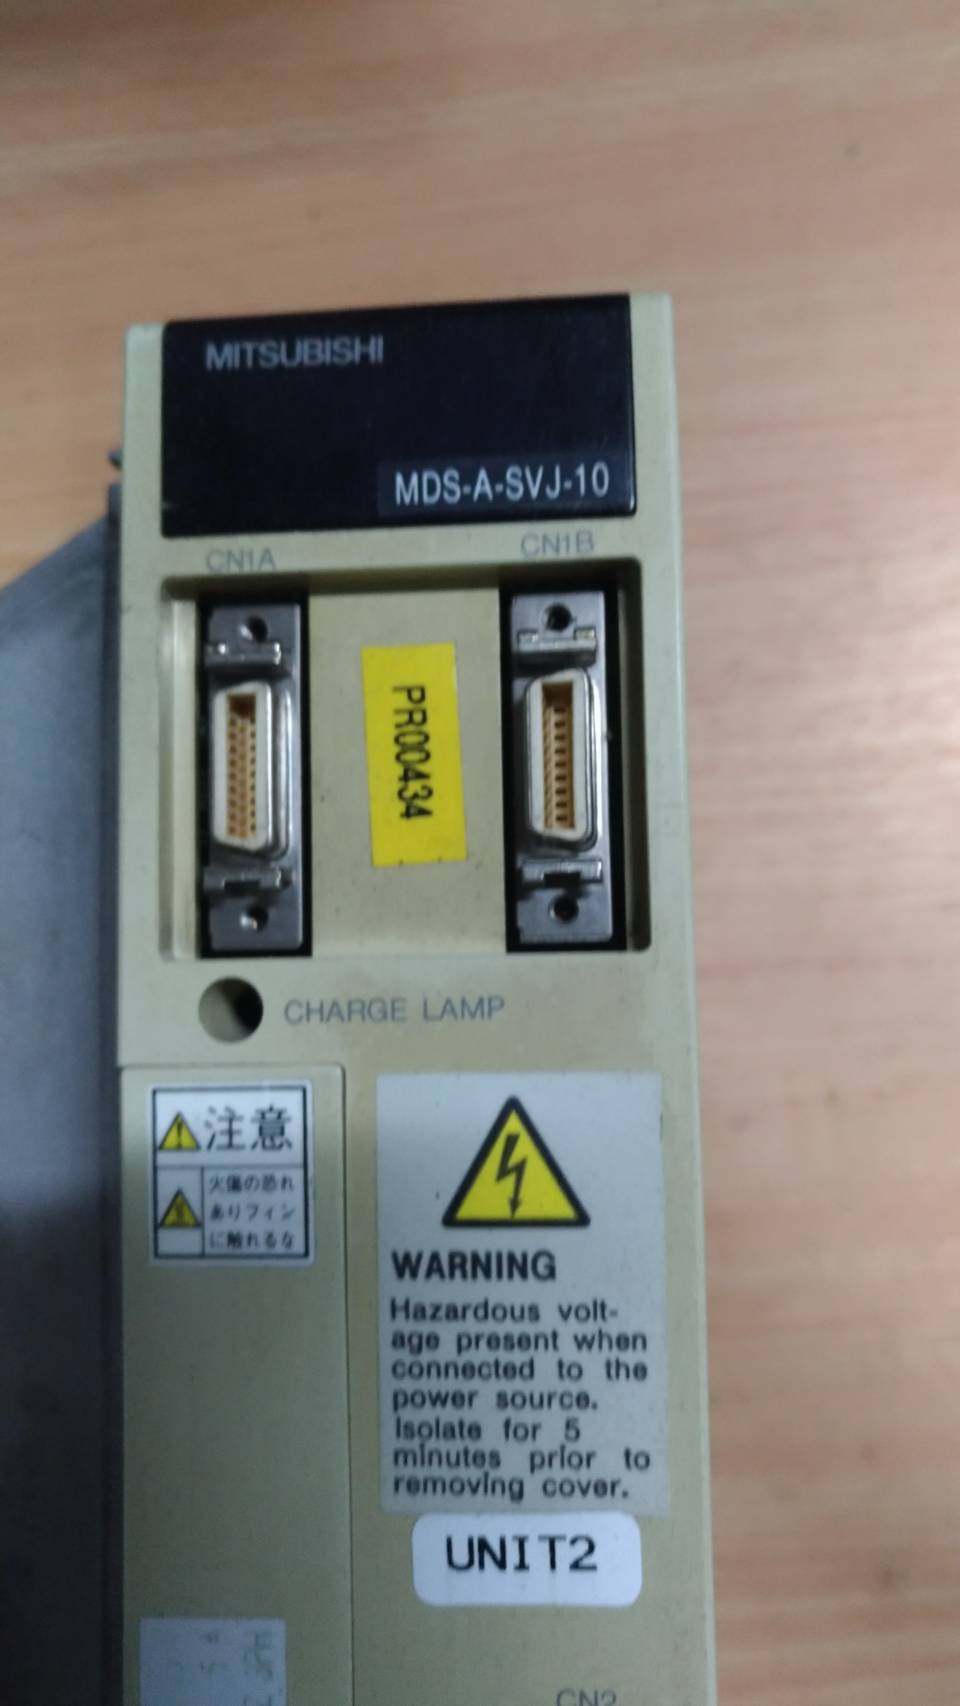 MITSUBISHI
MDS-A-SVJ-10
CN1A
CN1B
PR00434
CHARGE LAMP
注意
火傷の恐れ
ありフィン
に触れるな
WARNING
Hazardous volt-
age present when
connected to the
power source.
Isolate for 5
minutes prior to
removing cover.
UNIT2
CN2